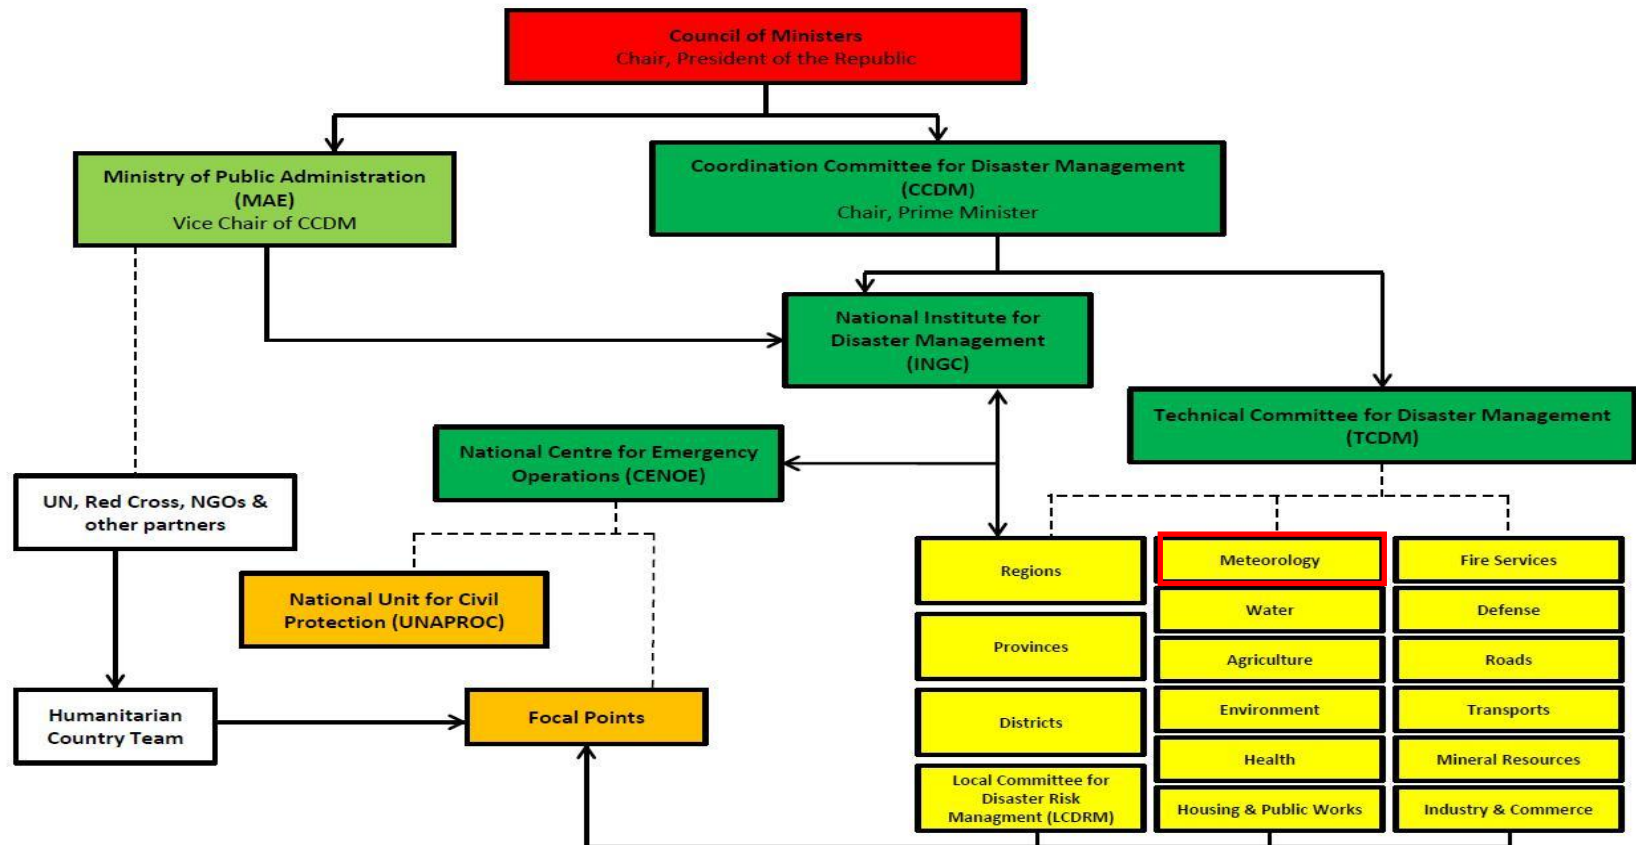 Council of Ministers
Chair, President of the Republic
Ministry of Public Administration
(MAE)
Vice Chair of CCDM
Coordination Committee for Disaster Management
(CCDM)
Chair, Prime Minister
National Institute for
Disaster Management
(INGC)
Technical Committee for Disaster Management
(TCDM)
National Centre for Emergency
Operations (CENOE)
UN, Red Cross, NGOs &
other partners
National Unit for Civil
Protection (UNAPROC)
Humanitarian
Country Team
Focal Points
Regions
Provinces
Districts
Local Committee for
Disaster Risk
Managment (LCDRM)
Meteorology
Water
Agriculture
Environment
Health
Housing & Public Works
Fire Services
Defense
Roads
Transports
Mineral Resources
Industry & Commerce